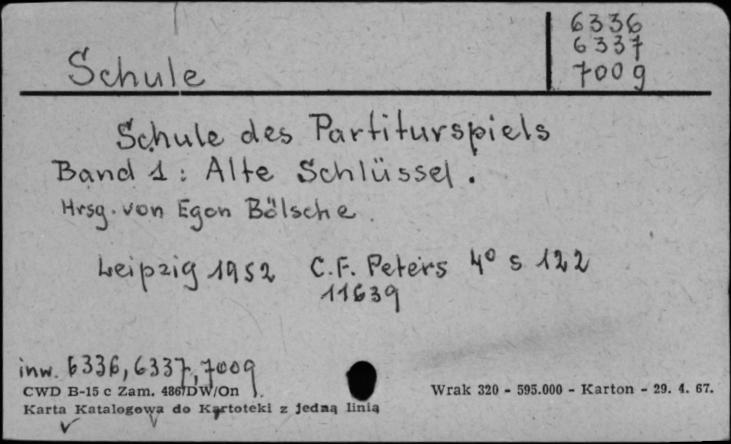 6336
6337
7009
Schule
Schule des Partiturspiels
Band 1: Alte Schlüssel.
Hrsg. von Egon Bölsche.
Leipzig 1952 C.F. Peters 4° s 122
11639
inw. 6336, 6337, 7009
CWD B-15 c Zam. 486/DW/On
Wrak 320 - 595.000 - Karton - 29. 4. 67.
Karta Katalogowa do Kartoteki z jedną linią